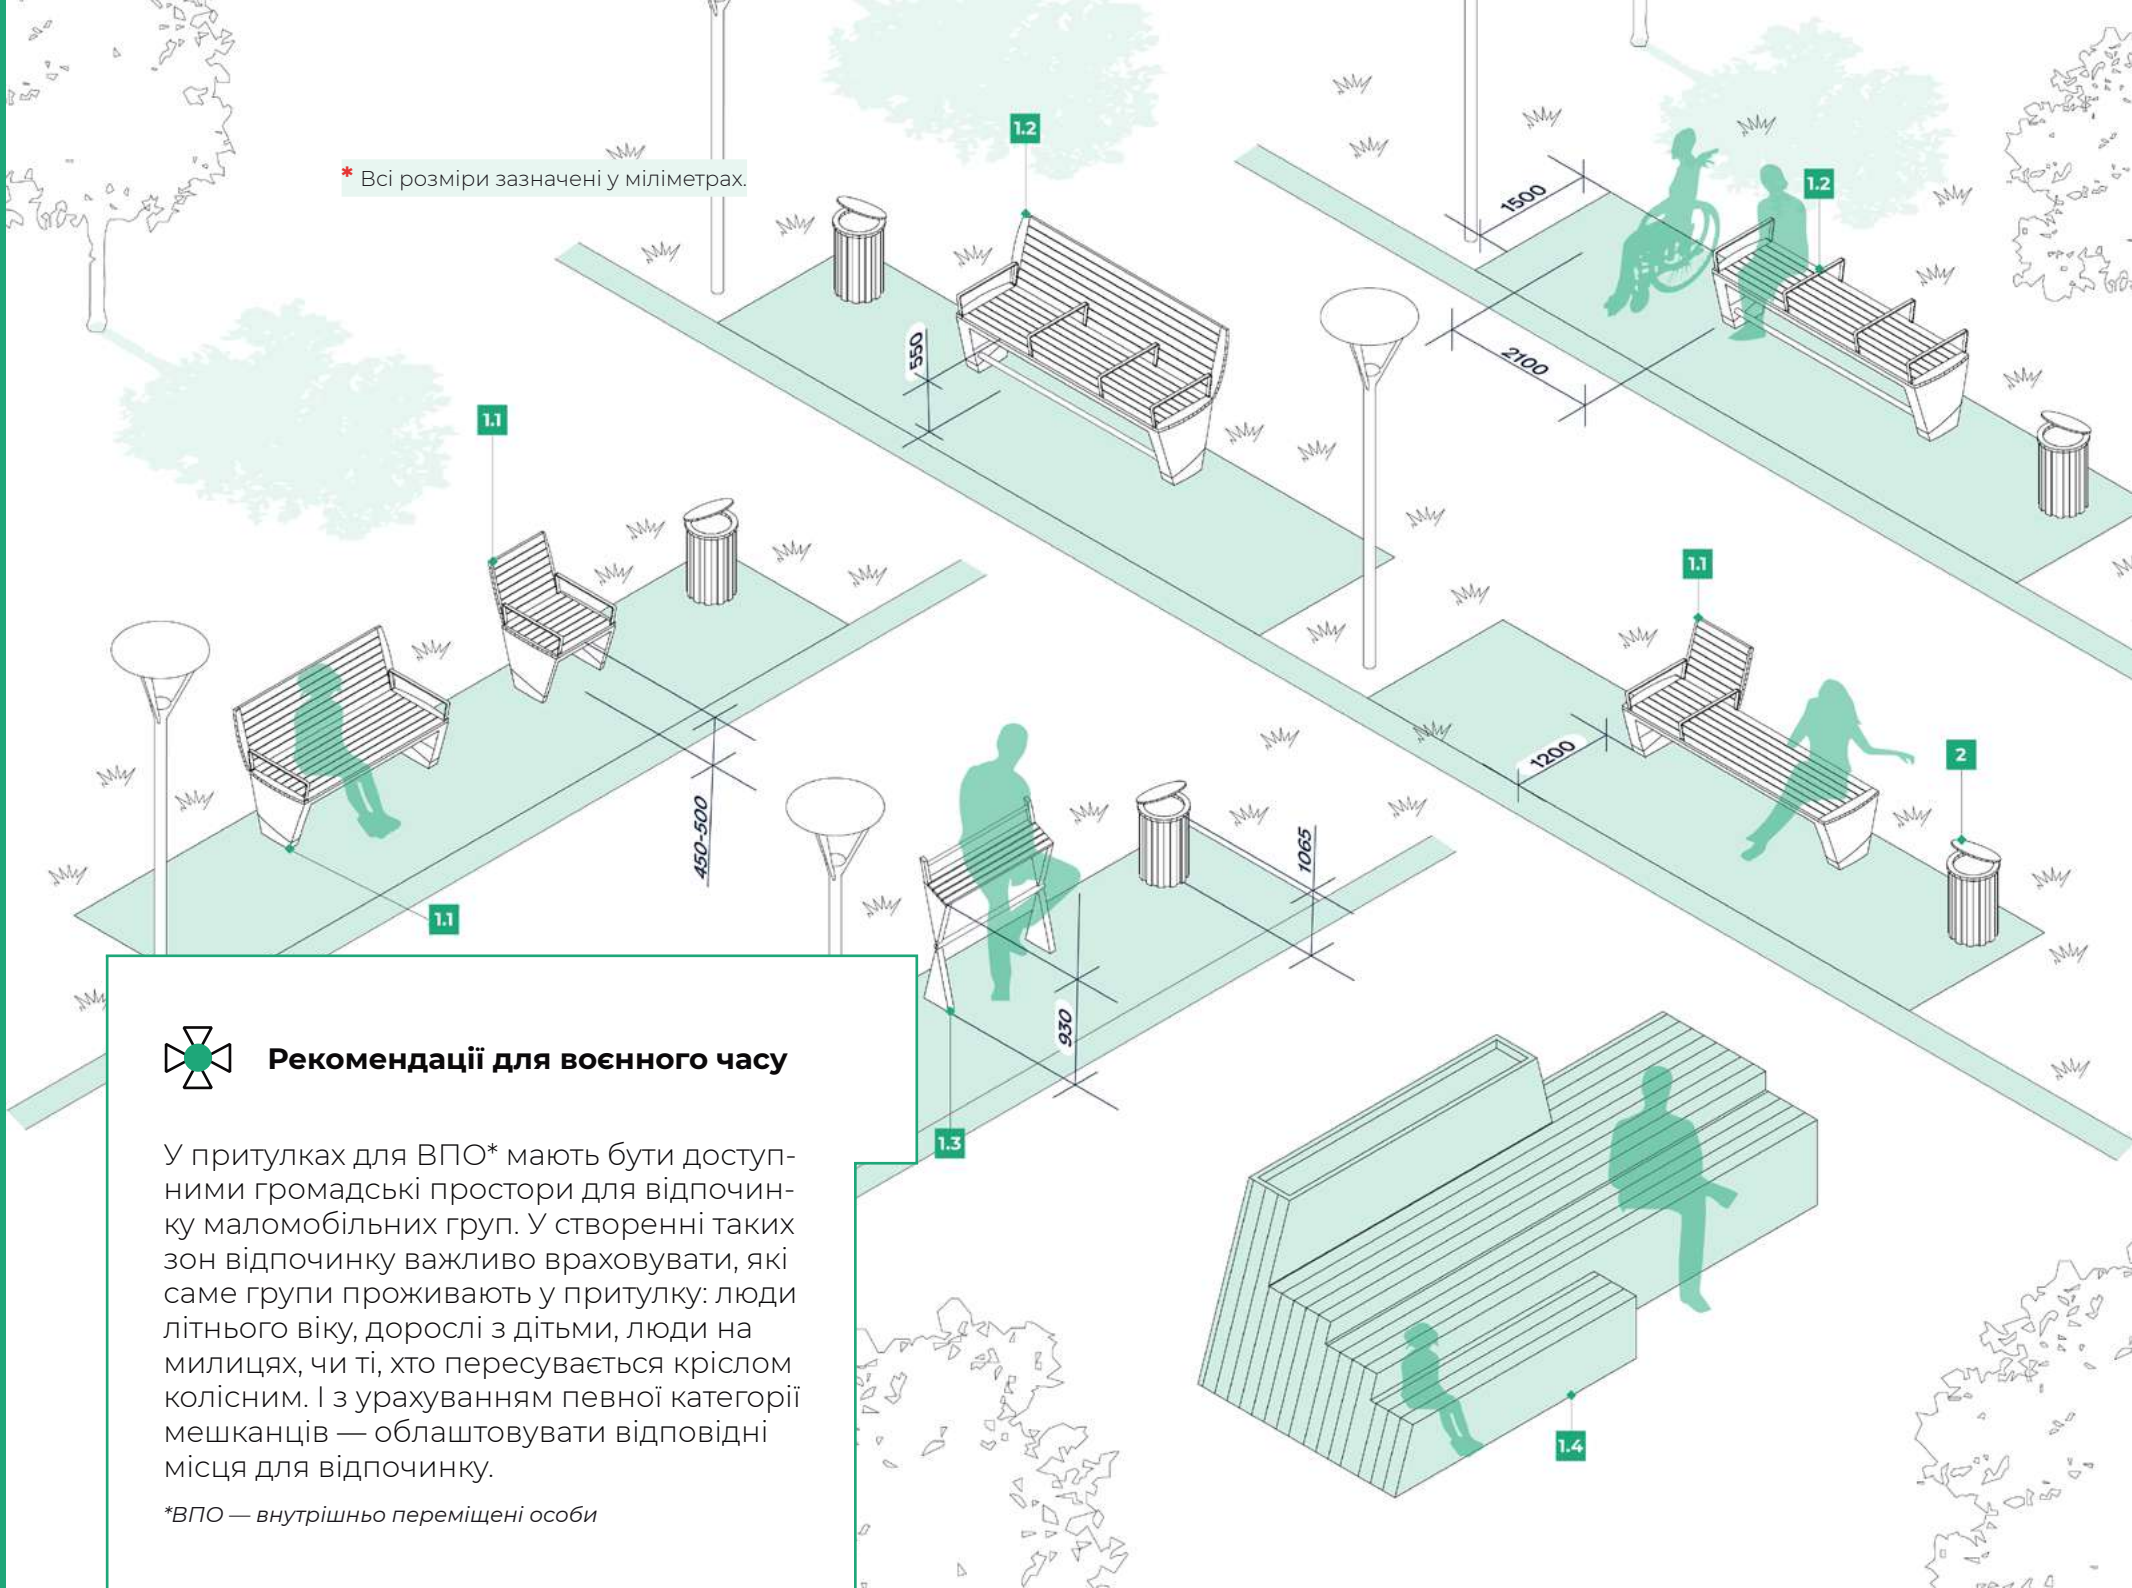 1.2
* Всі розміри зазначені у міліметрах.
1500
1.2
550
2100
1.1
1.1
1200
2
450-500
1065
1.1
930
1.3
1.4
Рекомендації для воєнного часу
У притулках для ВПО* мають бути доступ-
ними громадські простори для відпочин-
ку маломобільних груп. У створенні таких
зон відпочинку важливо враховувати, які
саме групи проживають у притулку: люди
літнього віку, дорослі з дітьми, люди на
милицях, чи ті, хто пересувається кріслом
колісним. І з урахуванням певної категорії
мешканців — облаштовувати відповідні
місця для відпочинку.
*ВПО — внутрішньо переміщені особи